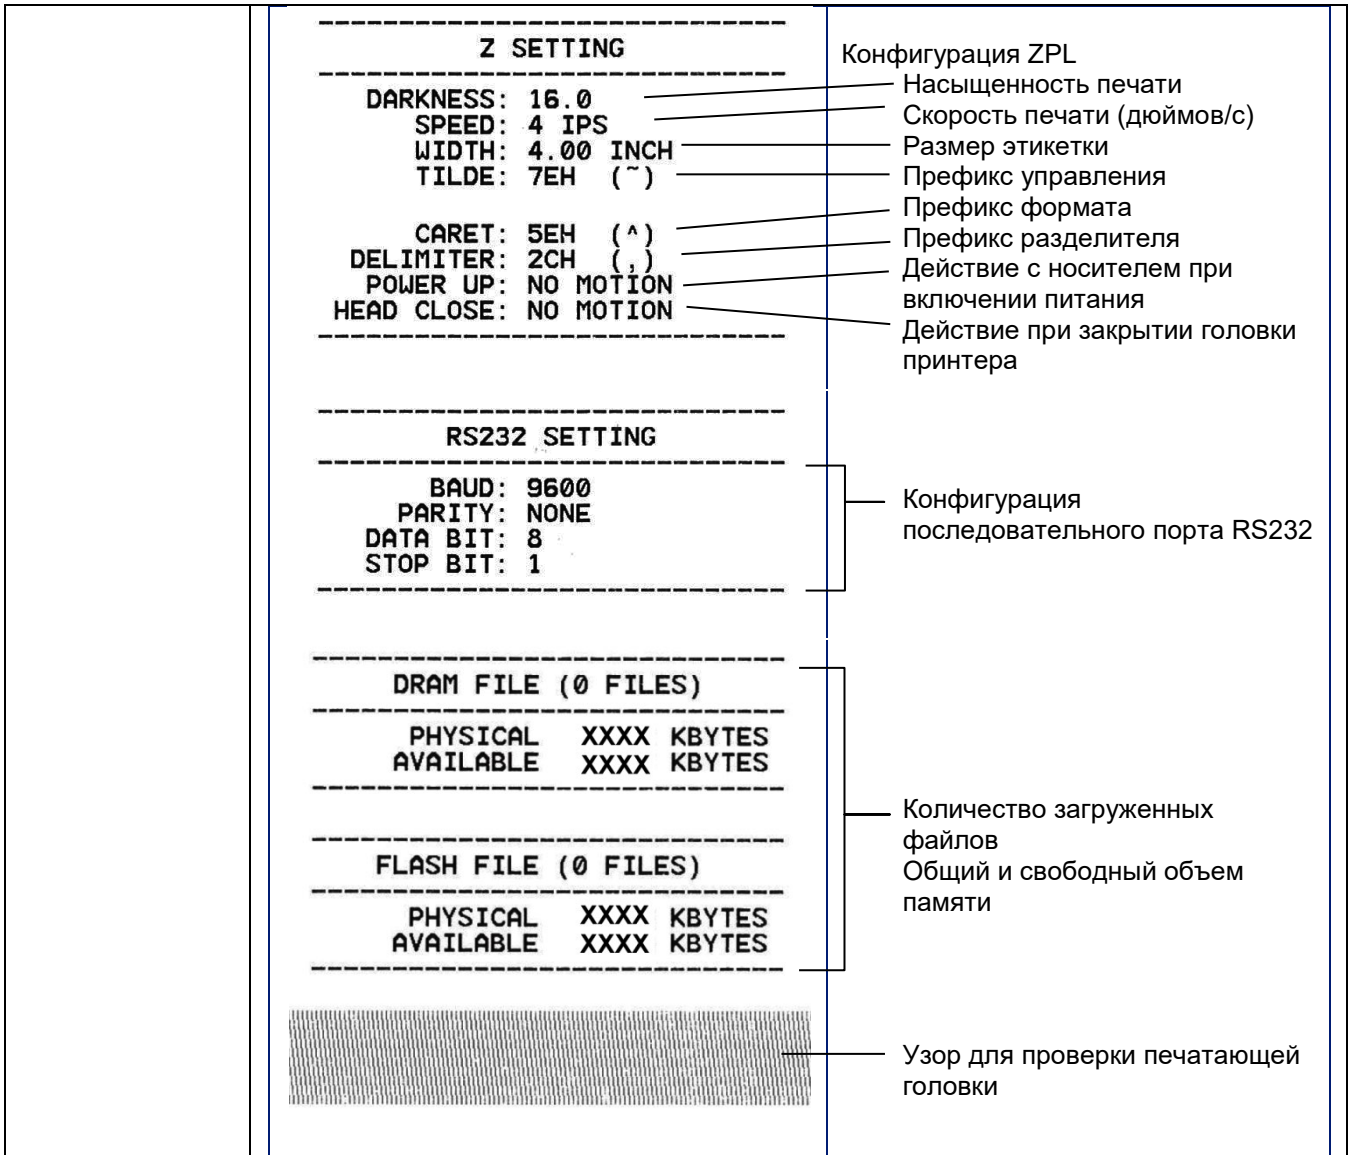 Z SETTING
Конфигурация ZPL
DARKNESS: 16.0
Насыщенность печати
SPEED: 4 IPS
Скорость печати (дюймов/с)
WIDTH: 4.00 INCH
Размер этикетки
TILDE: 7EH (~)
Префикс управления
CARET: 5EH (^)
Префикс формата
DELIMITER: 2CH (,)
Префикс разделителя
POWER UP: NO MOTION
Действие с носителем при
включении питания
HEAD CLOSE: NO MOTION
Действие при закрытии головки
принтера
RS232 SETTING
BAUD: 9600
PARITY: NONE
DATA BIT: 8
STOP BIT: 1
Конфигурация
последовательного порта RS232
DRAM FILE (0 FILES)
PHYSICAL XXXX KBYTES
AVAILABLE XXXX KBYTES
FLASH FILE (0 FILES)
PHYSICAL XXXX KBYTES
AVAILABLE XXXX KBYTES
Количество загруженных
файлов
Общий и свободный объем
памяти
Узор для проверки печатающей
головки